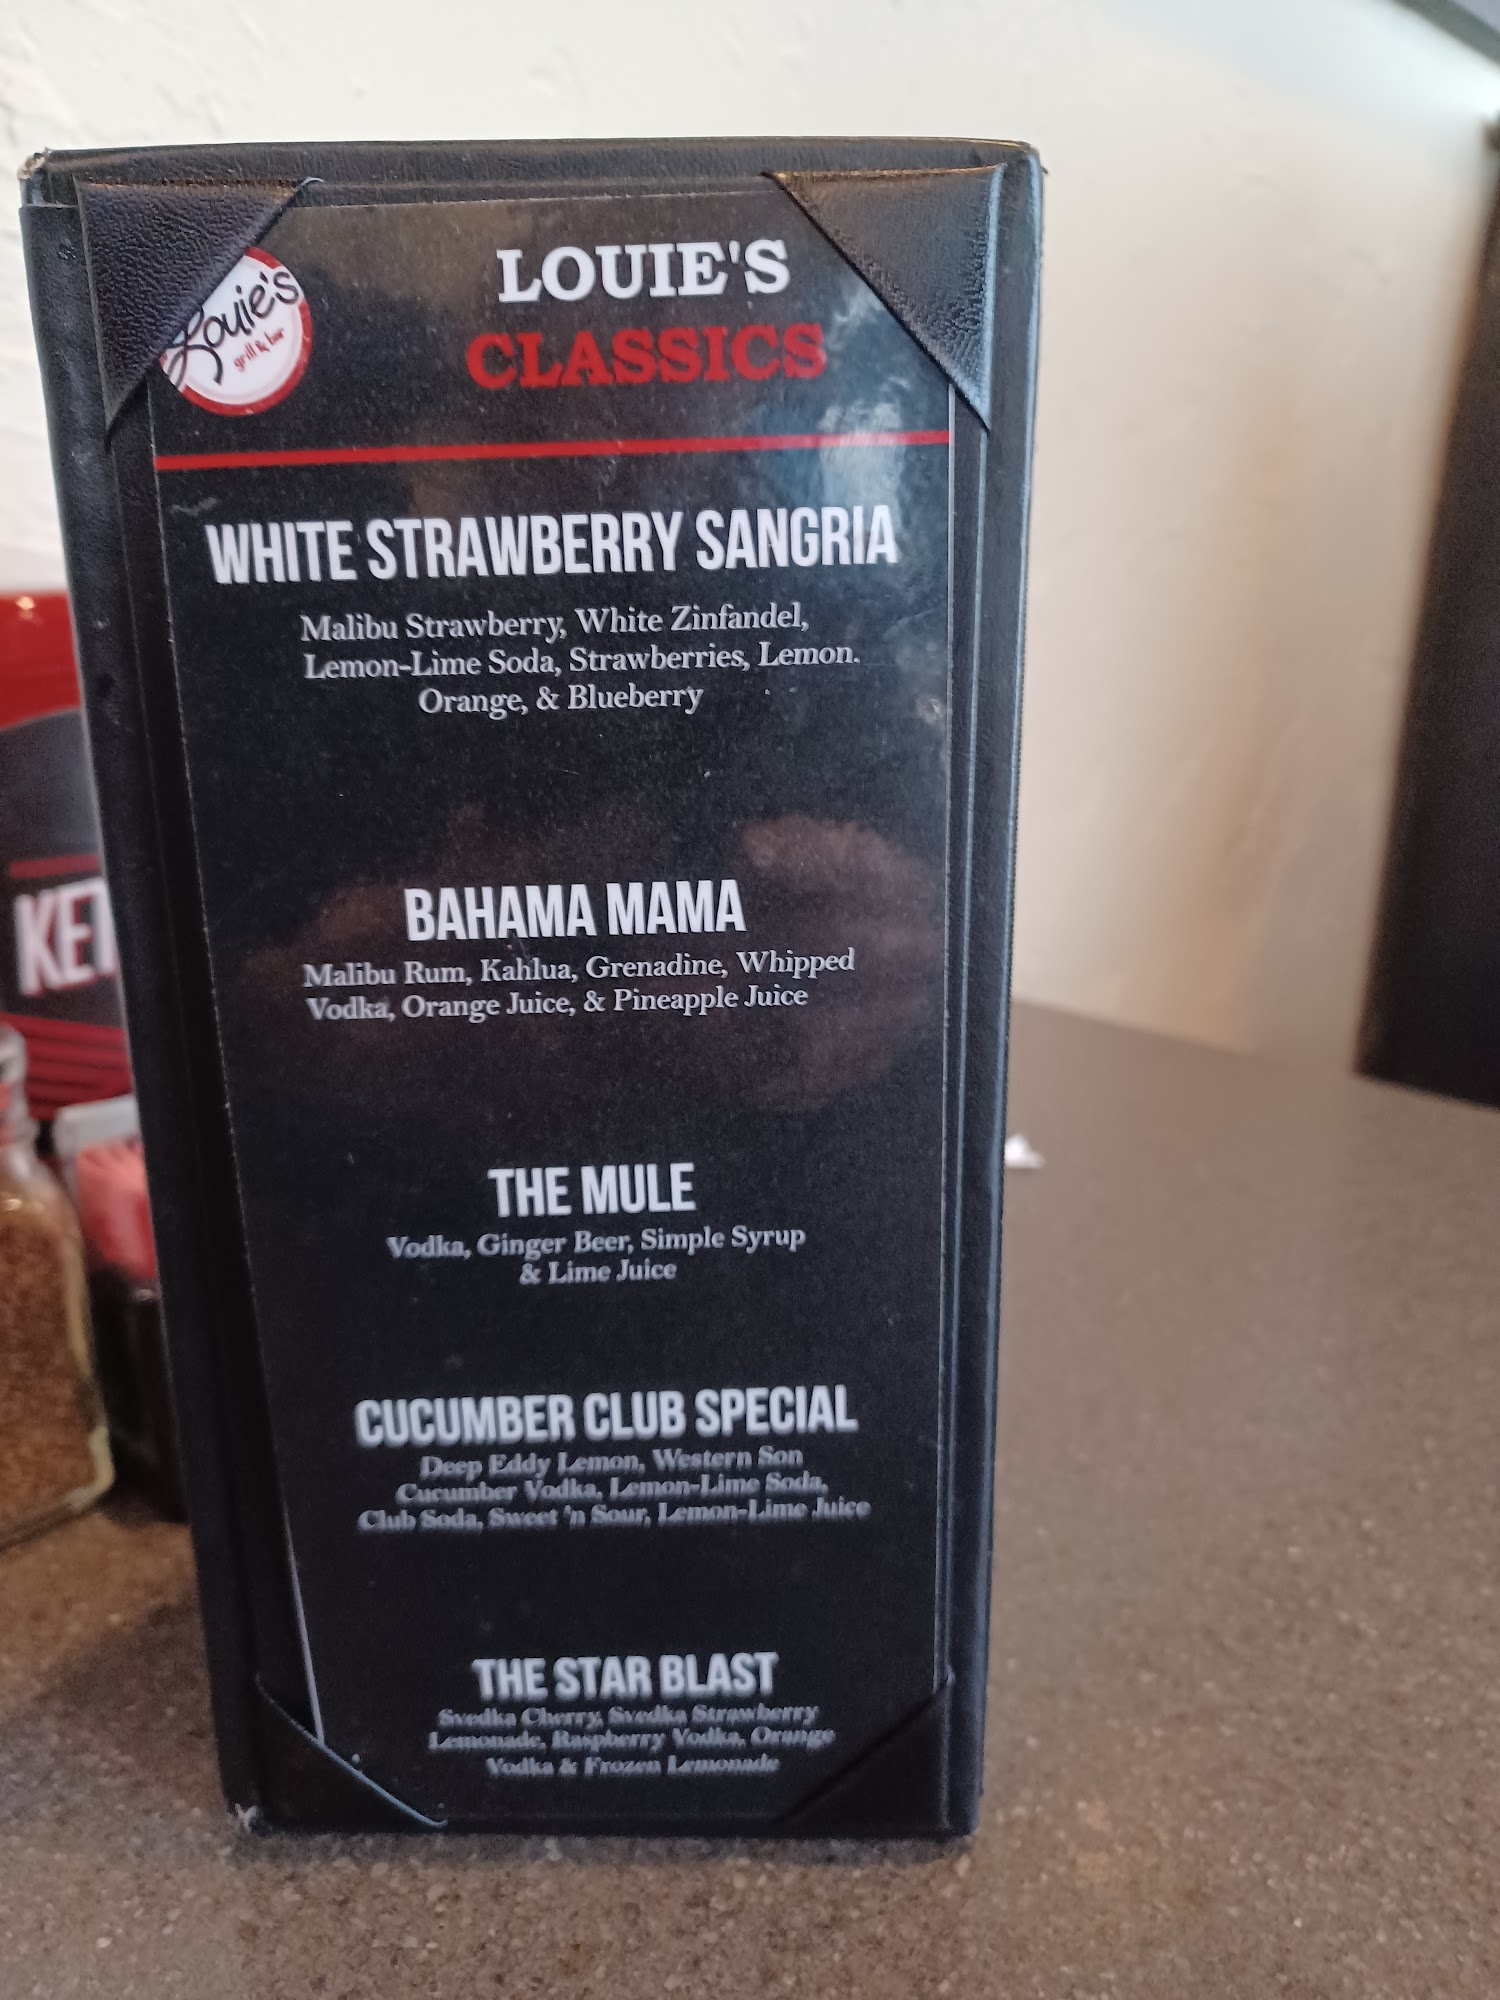 Louie's
grill & bar
LOUIE'S
CLASSICS
WHITE STRAWBERRY SANGRIA
Malibu Strawberry, White Zinfandel,
Lemon-Lime Soda, Strawberries, Lemon.
Orange, & Blueberry
BAHAMA MAMA
Malibu Rum, Kahlua, Grenadine, Whipped
Vodka, Orange Juice, & Pineapple Juice
THE MULE
Vodka, Ginger Beer, Simple Syrup
& Lime Juice
CUCUMBER CLUB SPECIAL
Deep Eddy Lemon, Western Son
Cucumber Vodka, Lemon-Lime Soda,
Club Soda, Sweet 'n Sour, Lemon-Lime Juice
THE STAR BLAST
Svedka Cherry, Svedka Strawberry
Lemonade, Raspberry Vodka, Orange
Vodka & Frozen Lemonade
KET